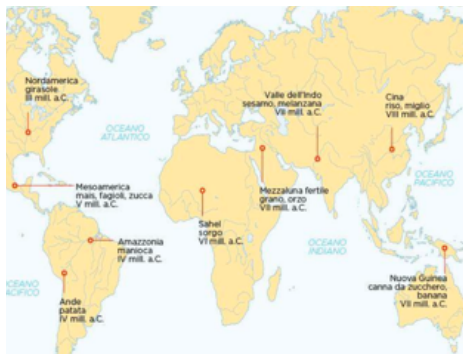 Nordamerica
girasole
III mill. a.C.
Valle dell'Indo
sesamo, melanzana
VII mill. a.C.
Cina
riso, miglio
VIII mill. a.C.
OCEANO
ATLANTICO
OCEANO
PACIFICO
Mesoamerica
mais, fagioli, zucca
V mill. a.C.
Mezzaluna fertile
grano, orzo
VII mill. a.C.
Sahel
sorgo
VI mill. a.C.
Amazzonia
manioca
IV mill. a.C.
OCEANO
INDIANO
OCEANO
PACIFICO
Ande
patata
IV mill. a.C.
Nuova Guinea
canna da zucchero,
banana
VII mill. a.C.